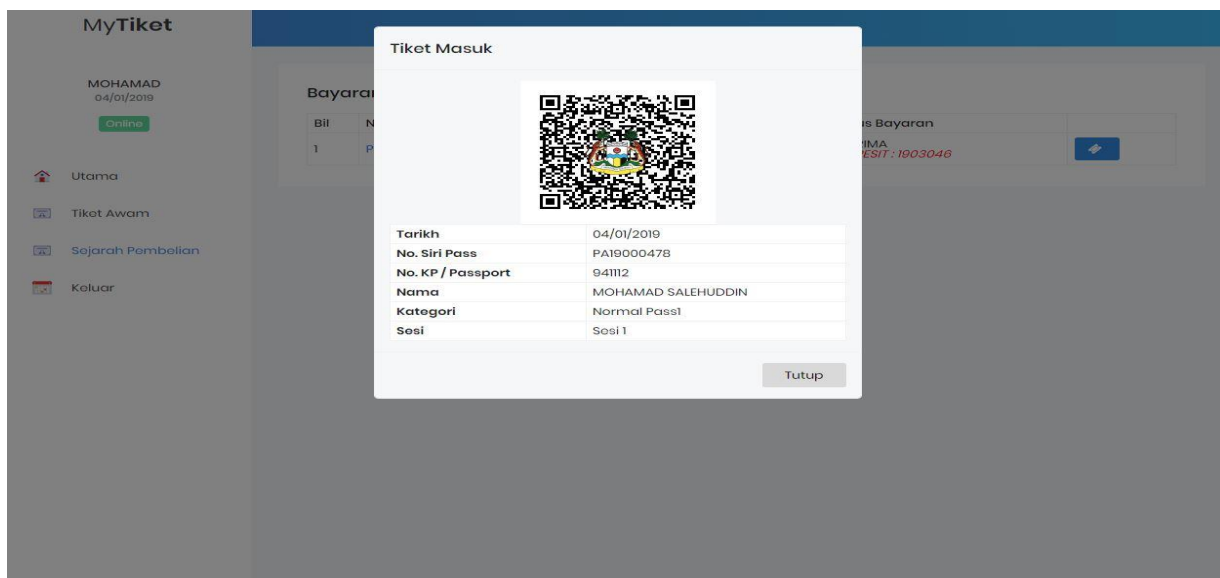 MyTiket
MOHAMAD
04/01/2019
Online
Utama
Tiket Awam
Sejarah Pembelian
Keluar
Bayaran
Bil
1
Bayaran
RESIT : 1903046
Tiket Masuk
Tarikh 04/01/2019
No. Siri Pass PA19000478
No. KP / Passport 941112
Nama MOHAMAD SALEHUDDIN
Kategori Normal Pass1
Sesi Sesi 1
Tutup